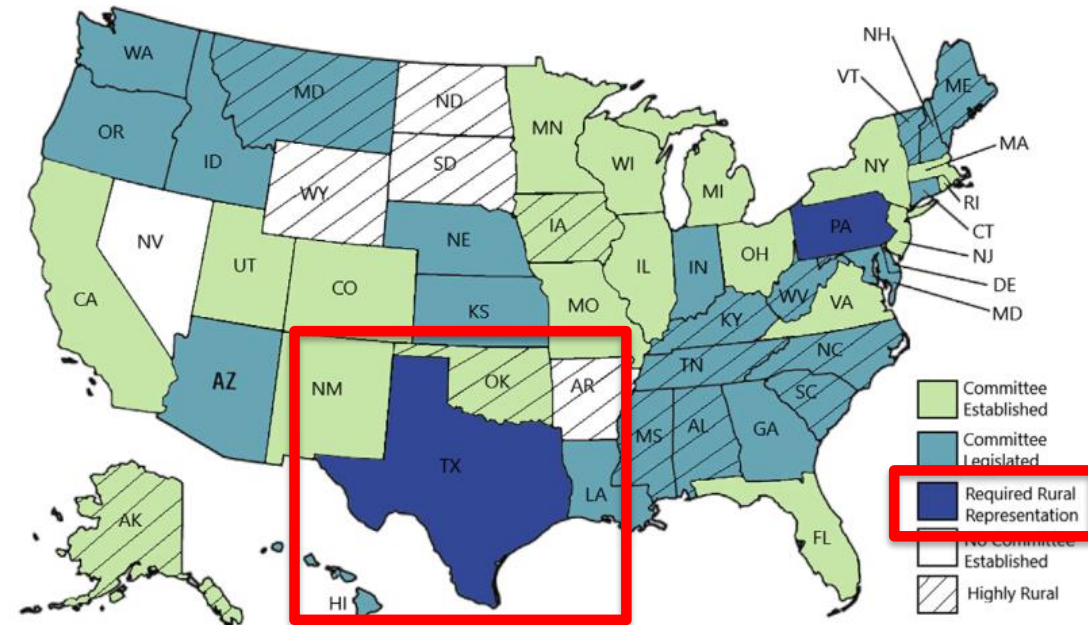 NH
WA
VT
ME
MD
ND
MN
OR
MA
ID
SD
WI
NY
WY
MI
RI
IA
PA
NE
CT
NV
OH
NJ
IL
IN
UT
DE
CO
WV
CA
VA
MO
KS
KY
MD
NC
TN
AZ
OK
NM
AR
SC
Committee
Established
MS
AL
GA
Committee
Legislated
TX
LA
Required Rural
Representation
AK
FL
No Committee
Established
HI
Highly Rural